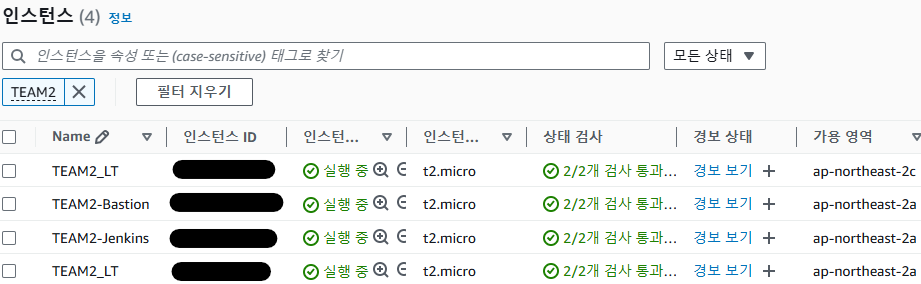 인스턴스 (4) 정보
인스턴스을 속성 또는 (case-sensitive) 태그로 찾기 모든 상태
TEAM2 필터 지우기
Name 인스턴스 ID 인스턴... 인스턴... 상태 검사 경보 상태 가용 영역
TEAM2_LT 실행 중 t2.micro 2/2개 검사 통과... 경보 보기 ap-northeast-2c
TEAM2-Bastion 실행 중 t2.micro 2/2개 검사 통과... 경보 보기 ap-northeast-2a
TEAM2-Jenkins 실행 중 t2.micro 2/2개 검사 통과... 경보 보기 ap-northeast-2a
TEAM2_LT 실행 중 t2.micro 2/2개 검사 통과... 경보 보기 ap-northeast-2a